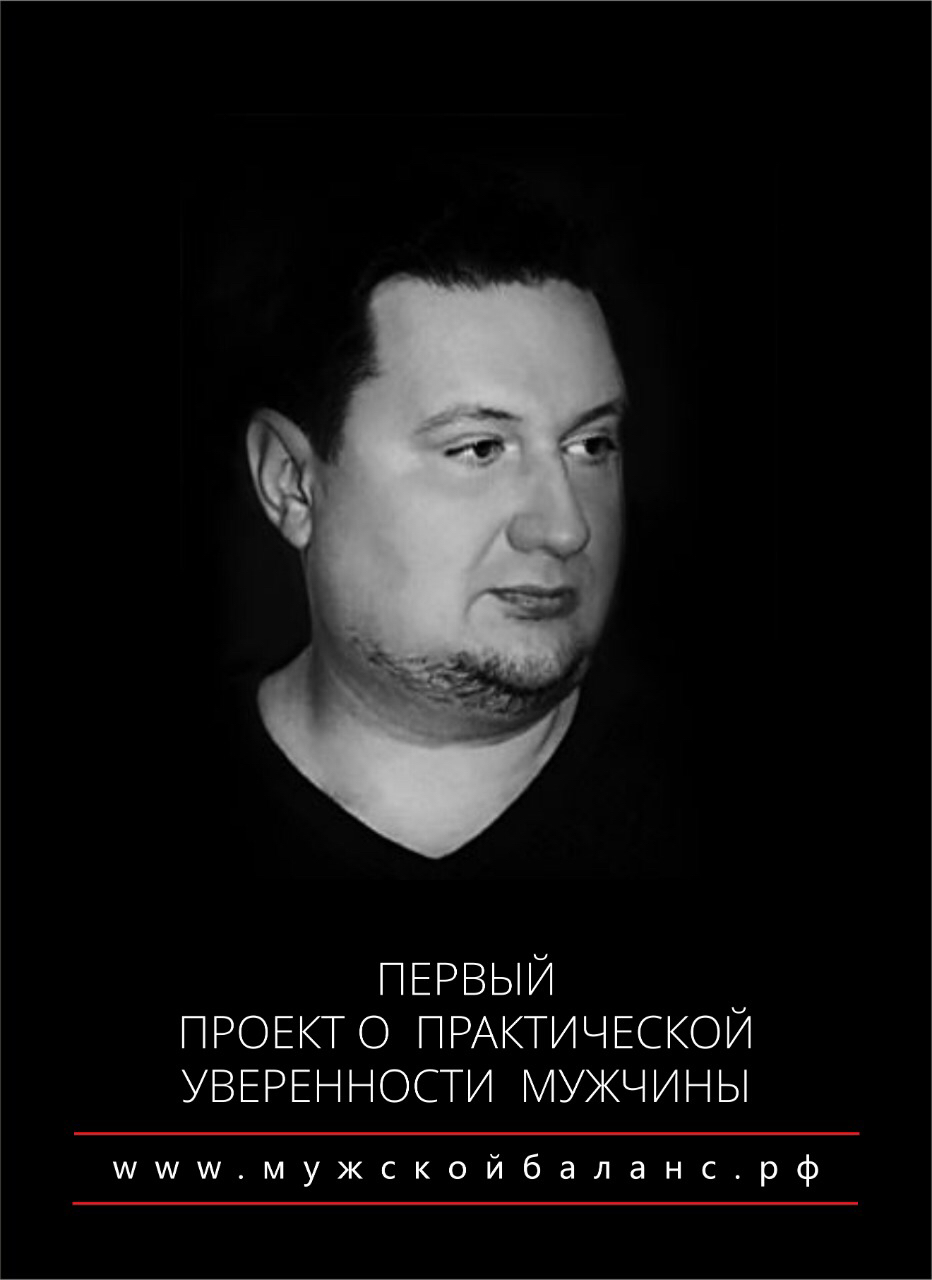 ПЕРВЫЙ
ПРОЕКТ О ПРАКТИЧЕСКОЙ
УВЕРЕННОСТИ МУЖЧИНЫ
www.мужскойбаланс.рф